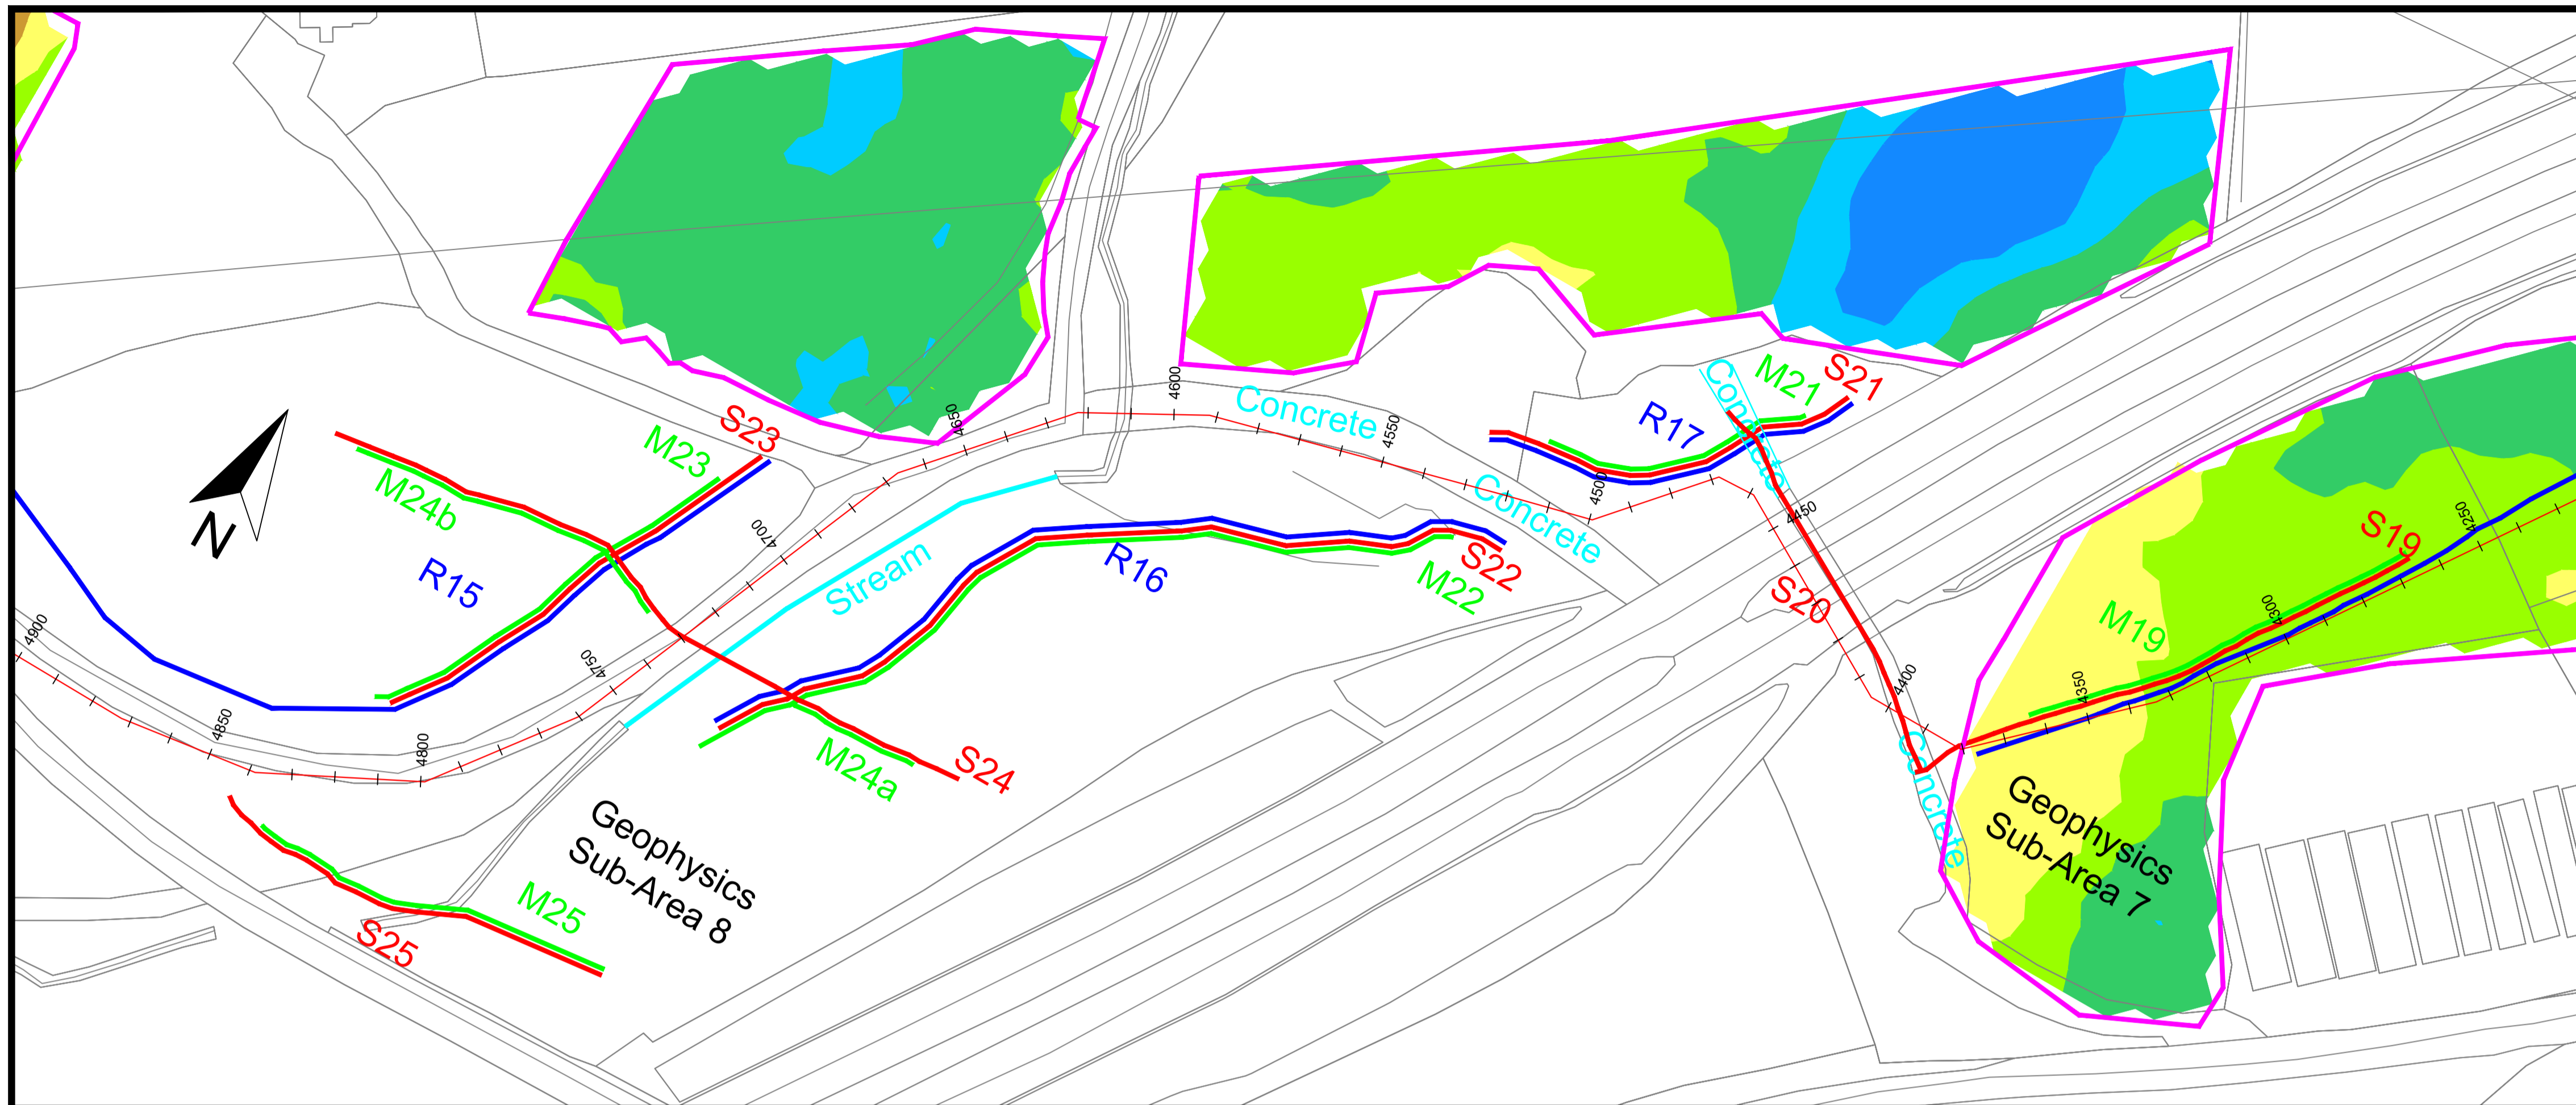 4600
Concrete
4550
Concrete
M21
S21
R17
4650
S23
M23
M24b
N
R15
4700
Stream
R16
S22
M22
Concrete
4500
4450
S20
S19
4250
M19
4300
4350
4400
Concrete
4900
4850
4800
4750
M24a
S24
Geophysics
Sub-Area 8
M25
S25
Geophysics
Sub-Area 7